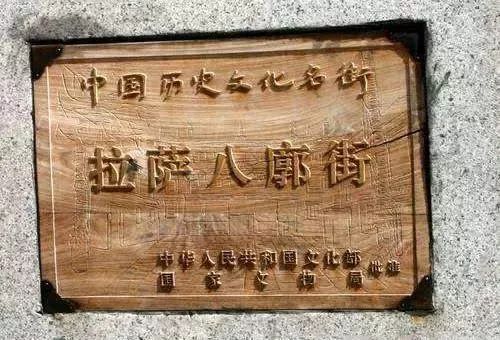 中国历史文化名街
拉萨八廓街
中华人民共和国文化部
国家文物局 批准